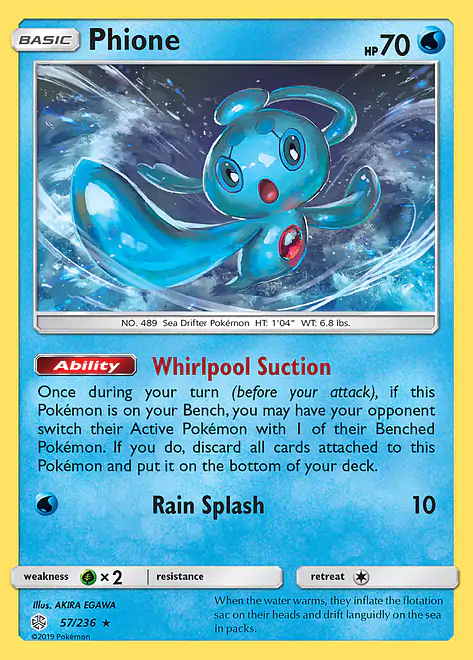 BASIC Phione HP 70
NO. 489 Sea Drifter Pokémon HT: 1'04" WT: 6.8 lbs.
Ability Whirlpool Suction
Once during your turn (before your attack), if this
Pokémon is on your Bench, you may have your opponent
switch their Active Pokémon with 1 of their Benched
Pokémon. If you do, discard all cards attached to this
Pokémon and put it on the bottom of your deck.
Rain Splash 10
weakness × 2 resistance retreat
Illus. AKIRA EGAWA
57/236 ★
©2019 Pokémon
When the water warms, they inflate the flotation
sac on their heads and drift languidly on the sea
in packs.